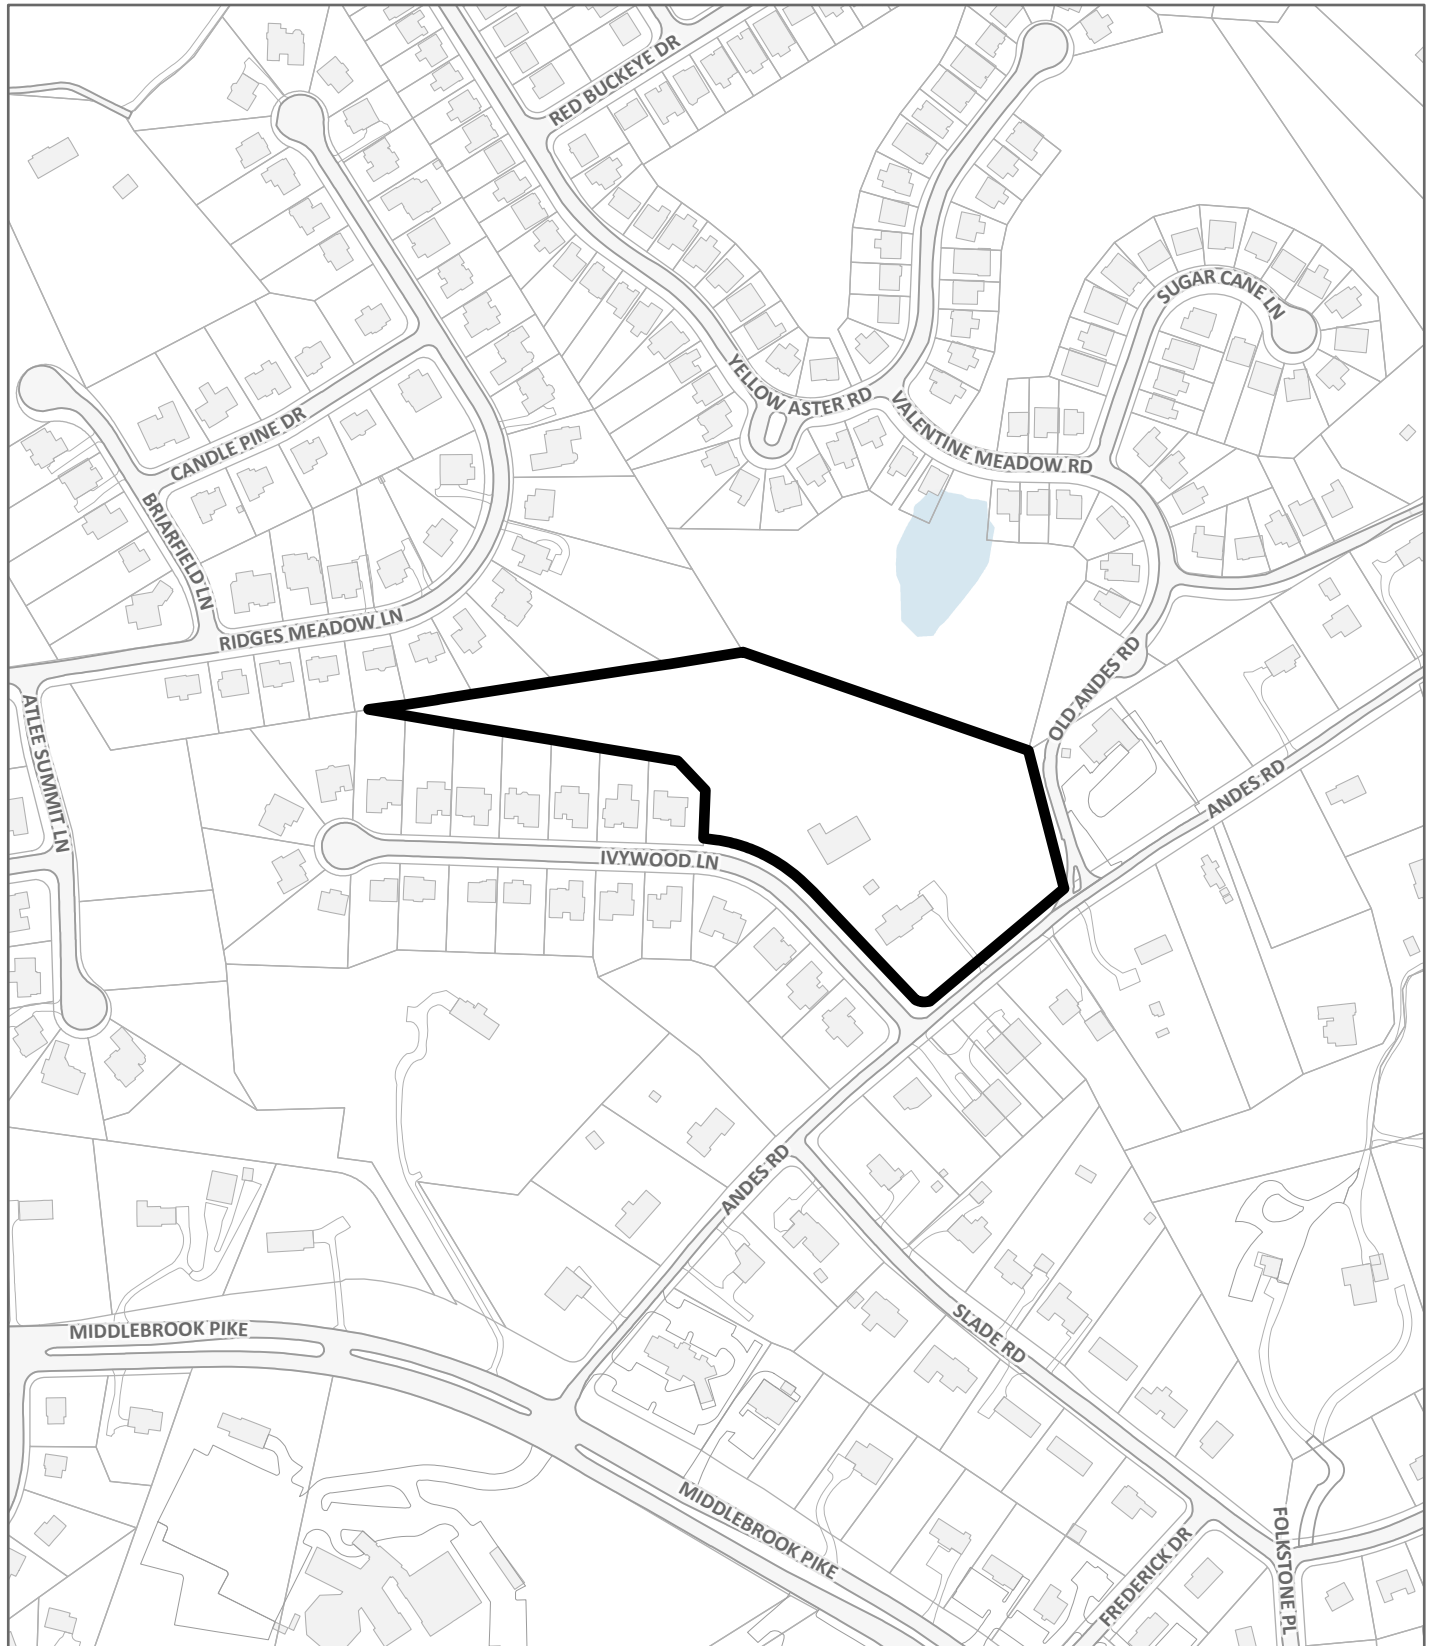 RED BUCKEYE DR
SUGAR CANE LN
YELLOW ASTER RD
VALENTINE MEADOW RD
CANDLE PINE DR
BRIARFIELD LN
RIDGES MEADOW LN
OLD ANDES RD
ATLEE SUMMIT LN
ANDES RD
IVYWOOD LN
ANDES RD
MIDDLEBROOK PIKE
SLADE RD
MIDDLEBROOK PIKE
FREDERICK DR
FOLKSTONE PL